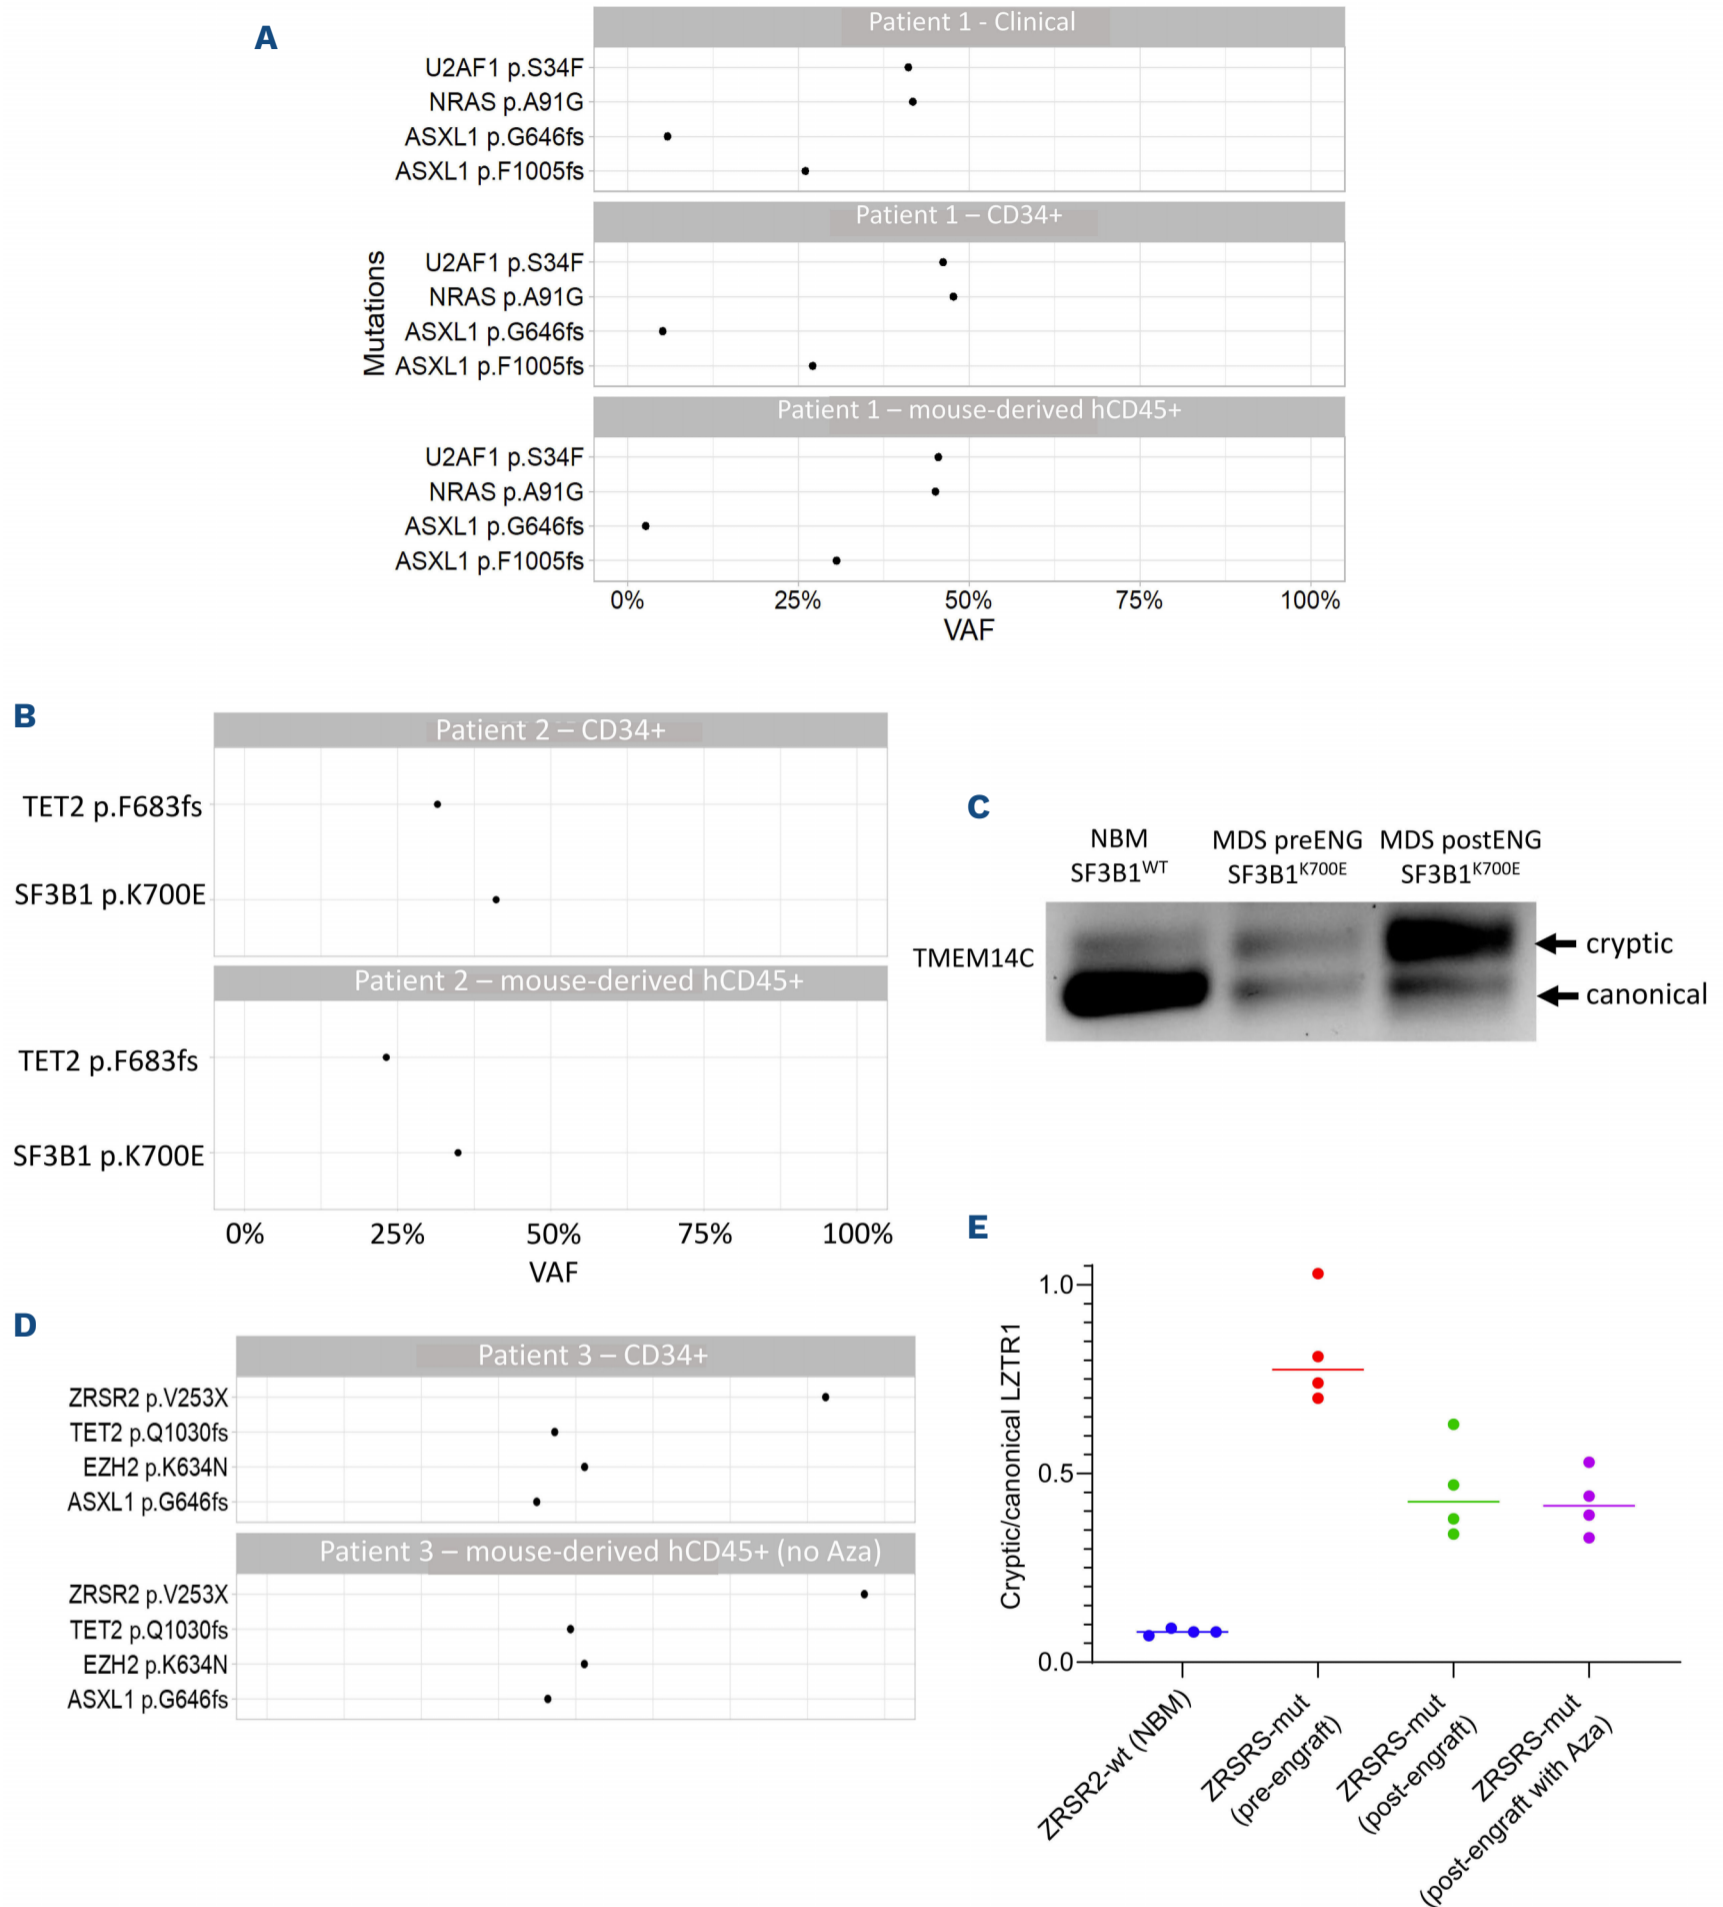 A
Patient 1 - Clinical
U2AF1 p.S34F
NRAS p.A91G
ASXL1 p.G646fs
ASXL1 p.F1005fs
Patient 1 – CD34+
Mutations
U2AF1 p.S34F
NRAS p.A91G
ASXL1 p.G646fs
ASXL1 p.F1005fs
Patient 1 – mouse-derived hCD45+
U2AF1 p.S34F
NRAS p.A91G
ASXL1 p.G646fs
ASXL1 p.F1005fs
0% 25% 50% 75% 100%
VAF
B
Patient 2 – CD34+
TET2 p.F683fs
SF3B1 p.K700E
Patient 2 – mouse-derived hCD45+
TET2 p.F683fs
SF3B1 p.K700E
0% 25% 50% 75% 100%
VAF
C
NBM MDS preENG MDS postENG
SF3B1WT SF3B1K700E SF3B1K700E
TMEM14C
cryptic
canonical
D
Patient 3 – CD34+
ZRSR2 p.V253X
TET2 p.Q1030fs
EZH2 p.K634N
ASXL1 p.G646fs
Patient 3 – mouse-derived hCD45+ (no Aza)
ZRSR2 p.V253X
TET2 p.Q1030fs
EZH2 p.K634N
ASXL1 p.G646fs
E
Cryptic/canonical LZTR1
1.0
0.5
0.0
ZRSR2-wt (NBM)
ZRSRS-mut
(pre-engraft)
ZRSRS-mut
(post-engraft)
ZRSRS-mut
(post-engraft with Aza)